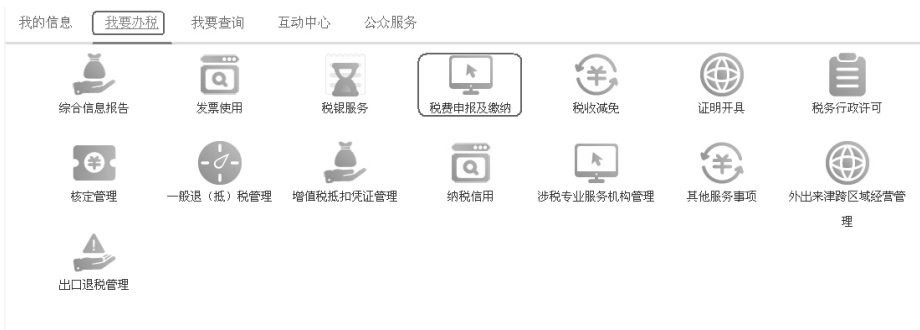 我的信息 我要办税 我要查询 互动中心 公众服务
综合信息报告 发票使用 税银服务 税费申报及缴纳 税收减免 证明开具 税务行政许可
核定管理 一般退（抵）税管理 增值税抵扣凭证管理 纳税信用 涉税专业服务机构管理 其他服务事项 外出来津跨区域经营管
理
出口退税管理